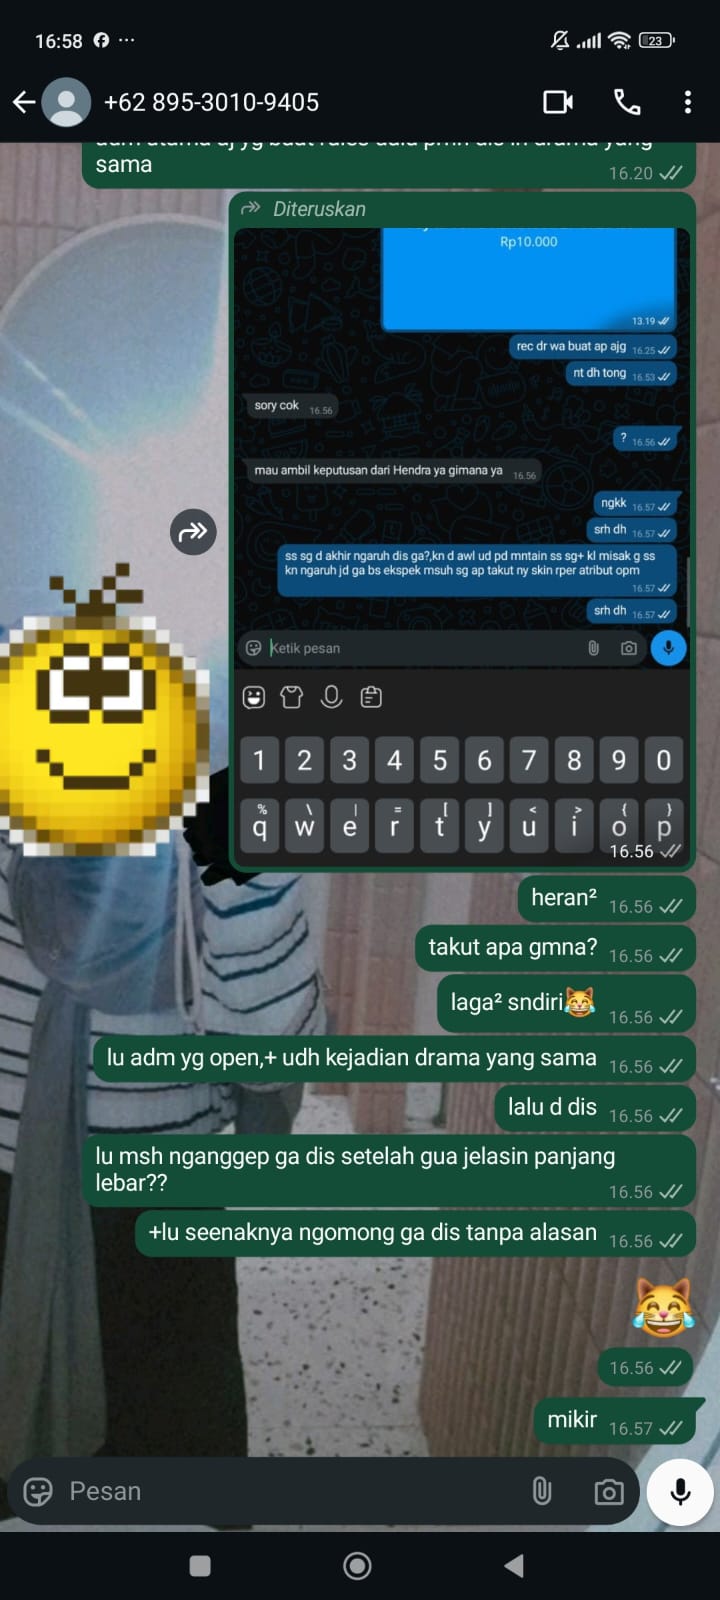 16:58
23
+62 895-3010-9405
sama
16.20
Diteruskan
Rp10.000
13.19
rec dr wa buat ap ajg 16.25
nt dh tong 16.53
sory cok 16.56
? 16.56
mau ambil keputusan dari Hendra ya gimana ya 16.56
ngkk 16.57
srh dh 16.57
ss sg d akhir ngaruh dis ga?,kn d awl ud pd mntain ss sg+ kl misak g ss
kn ngaruh jd ga bs ekspek msuh sg ap takut ny skin rper atribut opm
16.57
srh dh 16.57
Ketik pesan
1 2 3 4 5 6 7 8 9 0
% \ | = [ ] < > { }
q w e r t y u i o p
16.56
heran² 16.56
takut apa gmna? 16.56
laga² sndiri😹 16.56
lu adm yg open,+ udh kejadian drama yang sama 16.56
lalu d dis 16.56
lu msh nganggep ga dis setelah gua jelasin panjang
lebar??
16.56
+lu seenaknya ngomong ga dis tanpa alasan 16.56
😹
16.56
mikir 16.57
Pesan